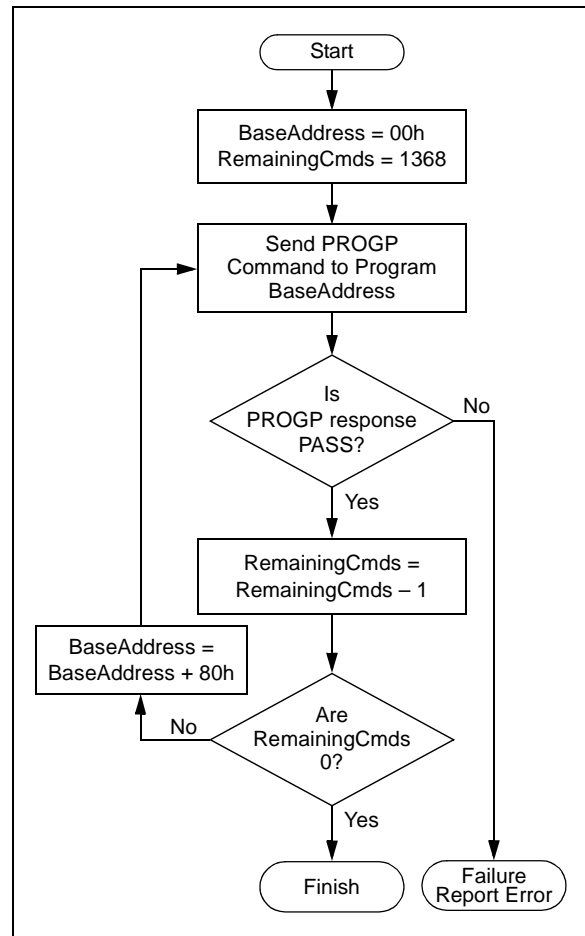 Start
BaseAddress = 00h
RemainingCmds = 1368
Send PROGP
Command to Program
BaseAddress
Is
PROGP response
PASS?
No
Yes
RemainingCmds =
RemainingCmds – 1
BaseAddress =
BaseAddress + 80h
No
Are
RemainingCmds
0?
Yes
Finish
Failure
Report Error